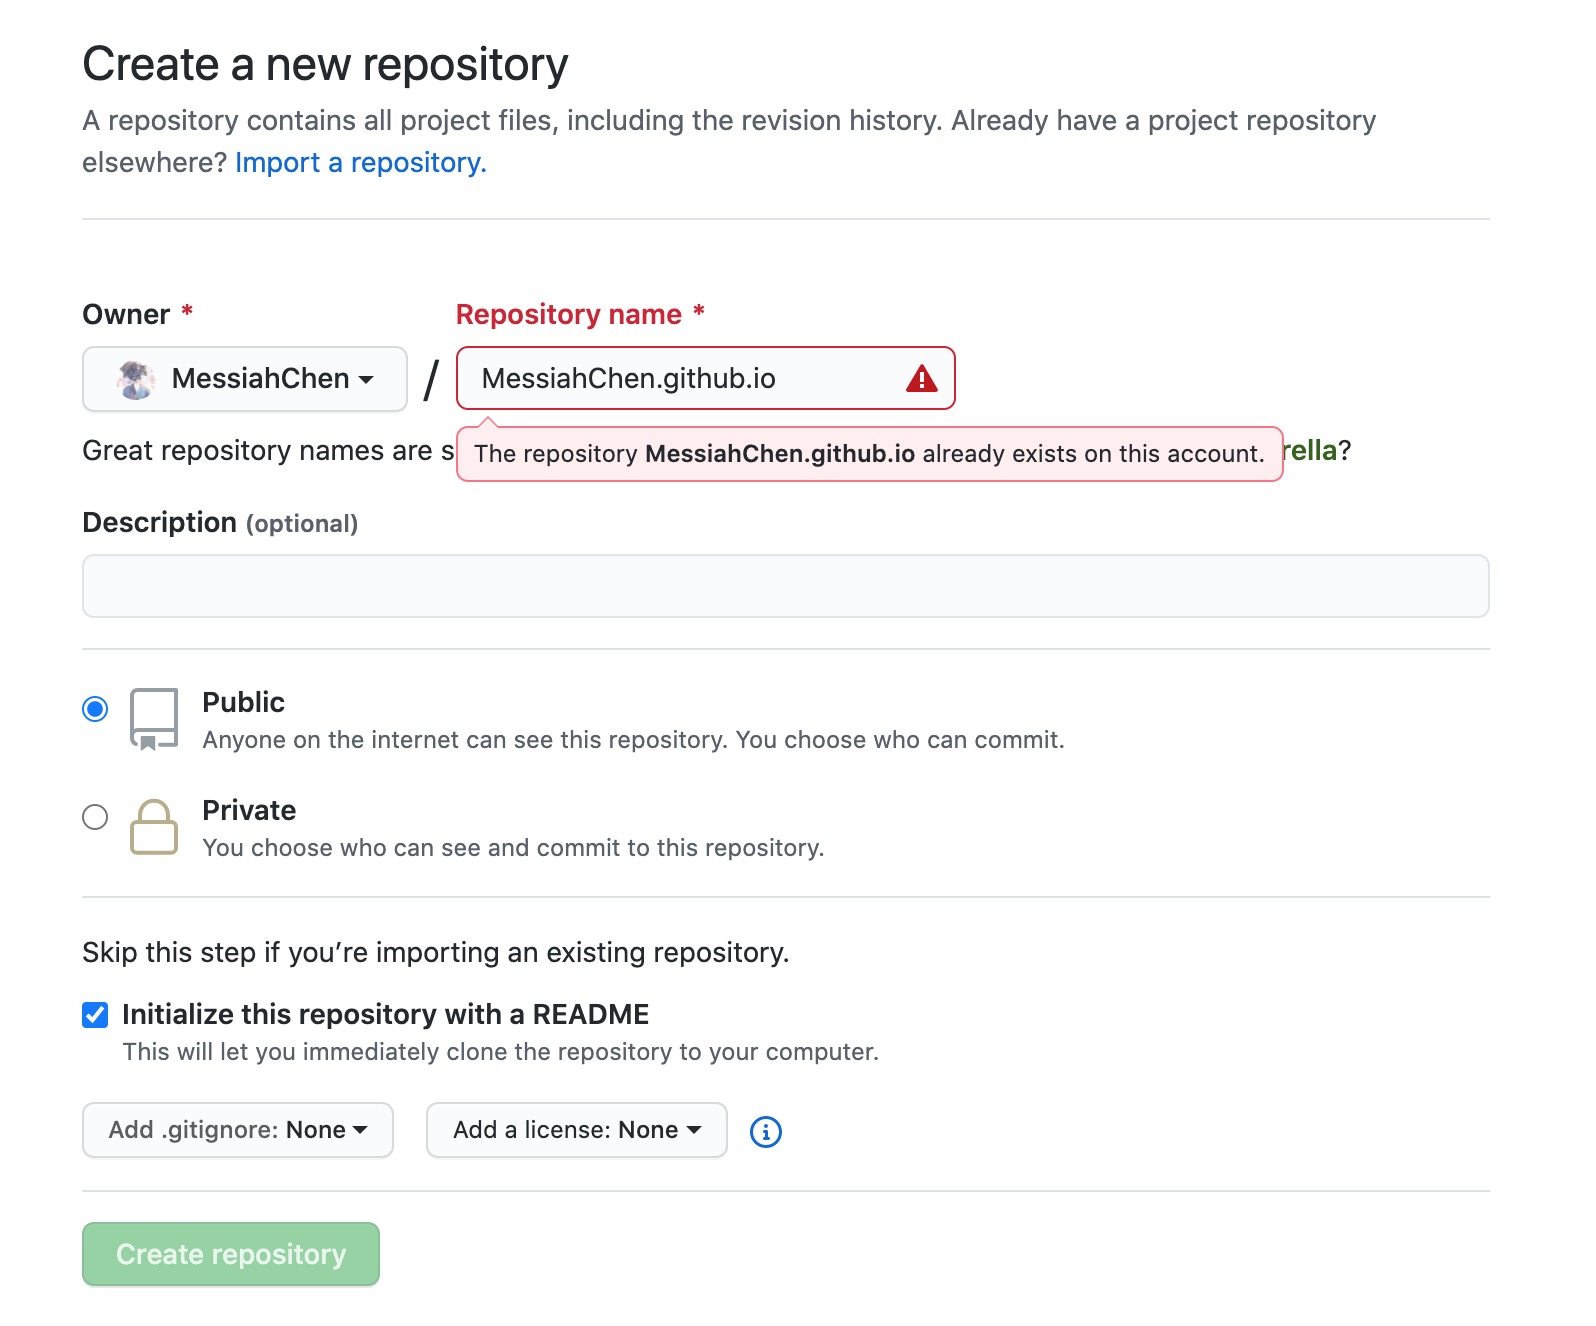 Create a new repository
A repository contains all project files, including the revision history. Already have a project repository
elsewhere? Import a repository.
Owner *
Repository name *
MessiahChen / MessiahChen.github.io
Great repository names are s
rella?
The repository MessiahChen.github.io already exists on this account.
Description (optional)
Public
Anyone on the internet can see this repository. You choose who can commit.
Private
You choose who can see and commit to this repository.
Skip this step if you’re importing an existing repository.
Initialize this repository with a README
This will let you immediately clone the repository to your computer.
Add .gitignore: None
Add a license: None
Create repository